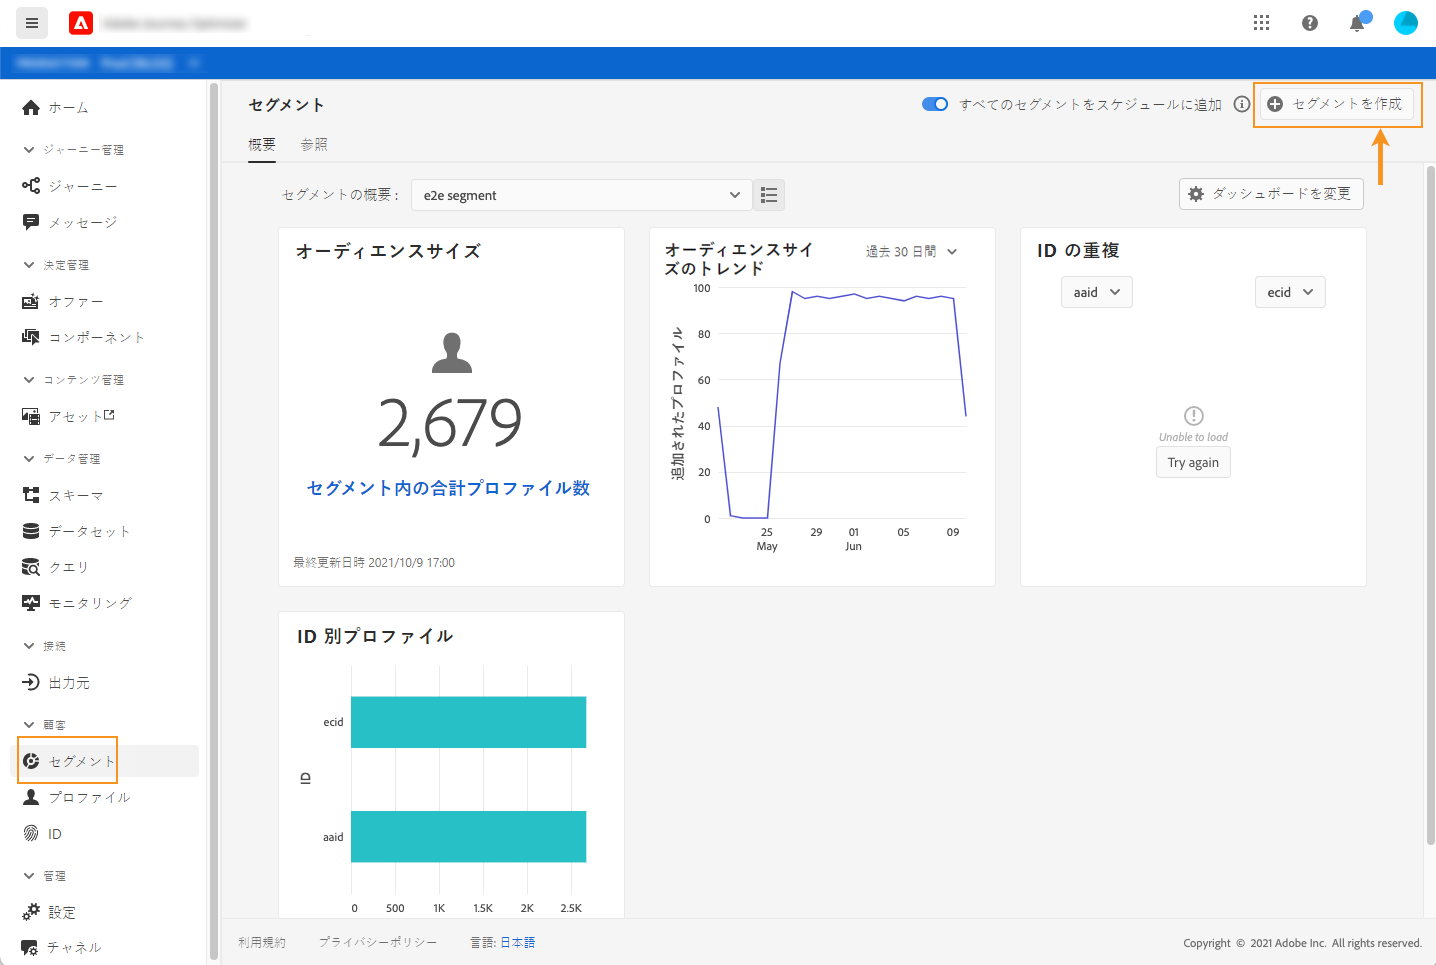 セグメント
すべてのセグメントをスケジュールに追加
セグメントを作成
概要
参照
ホーム
ジャーニー管理
ジャーニー
メッセージ
決定管理
オファー
コンポーネント
コンテンツ管理
アセット
データ管理
スキーマ
データセット
クエリ
モニタリング
接続
出力元
顧客
セグメント
プロファイル
ID
管理
設定
チャネル
セグメントの概要 :
e2e segment
ダッシュボードを変更
オーディエンスサイズ
2,679
セグメント内の合計プロファイル数
最終更新日時 2021/10/9 17:00
オーディエンスサイ
ズのトレンド
過去 30 日間
追加されたプロファイル
100
80
60
40
20
0
25 29 01 05 09
May Jun
ID の重複
aaid
ecid
Unable to load
Try again
ID 別プロファイル
ID
ecid
aaid
0 500 1K 1.5K 2K 2.5K
利用規約
プライバシーポリシー
言語: 日本語
Copyright © 2021 Adobe Inc. All rights reserved.